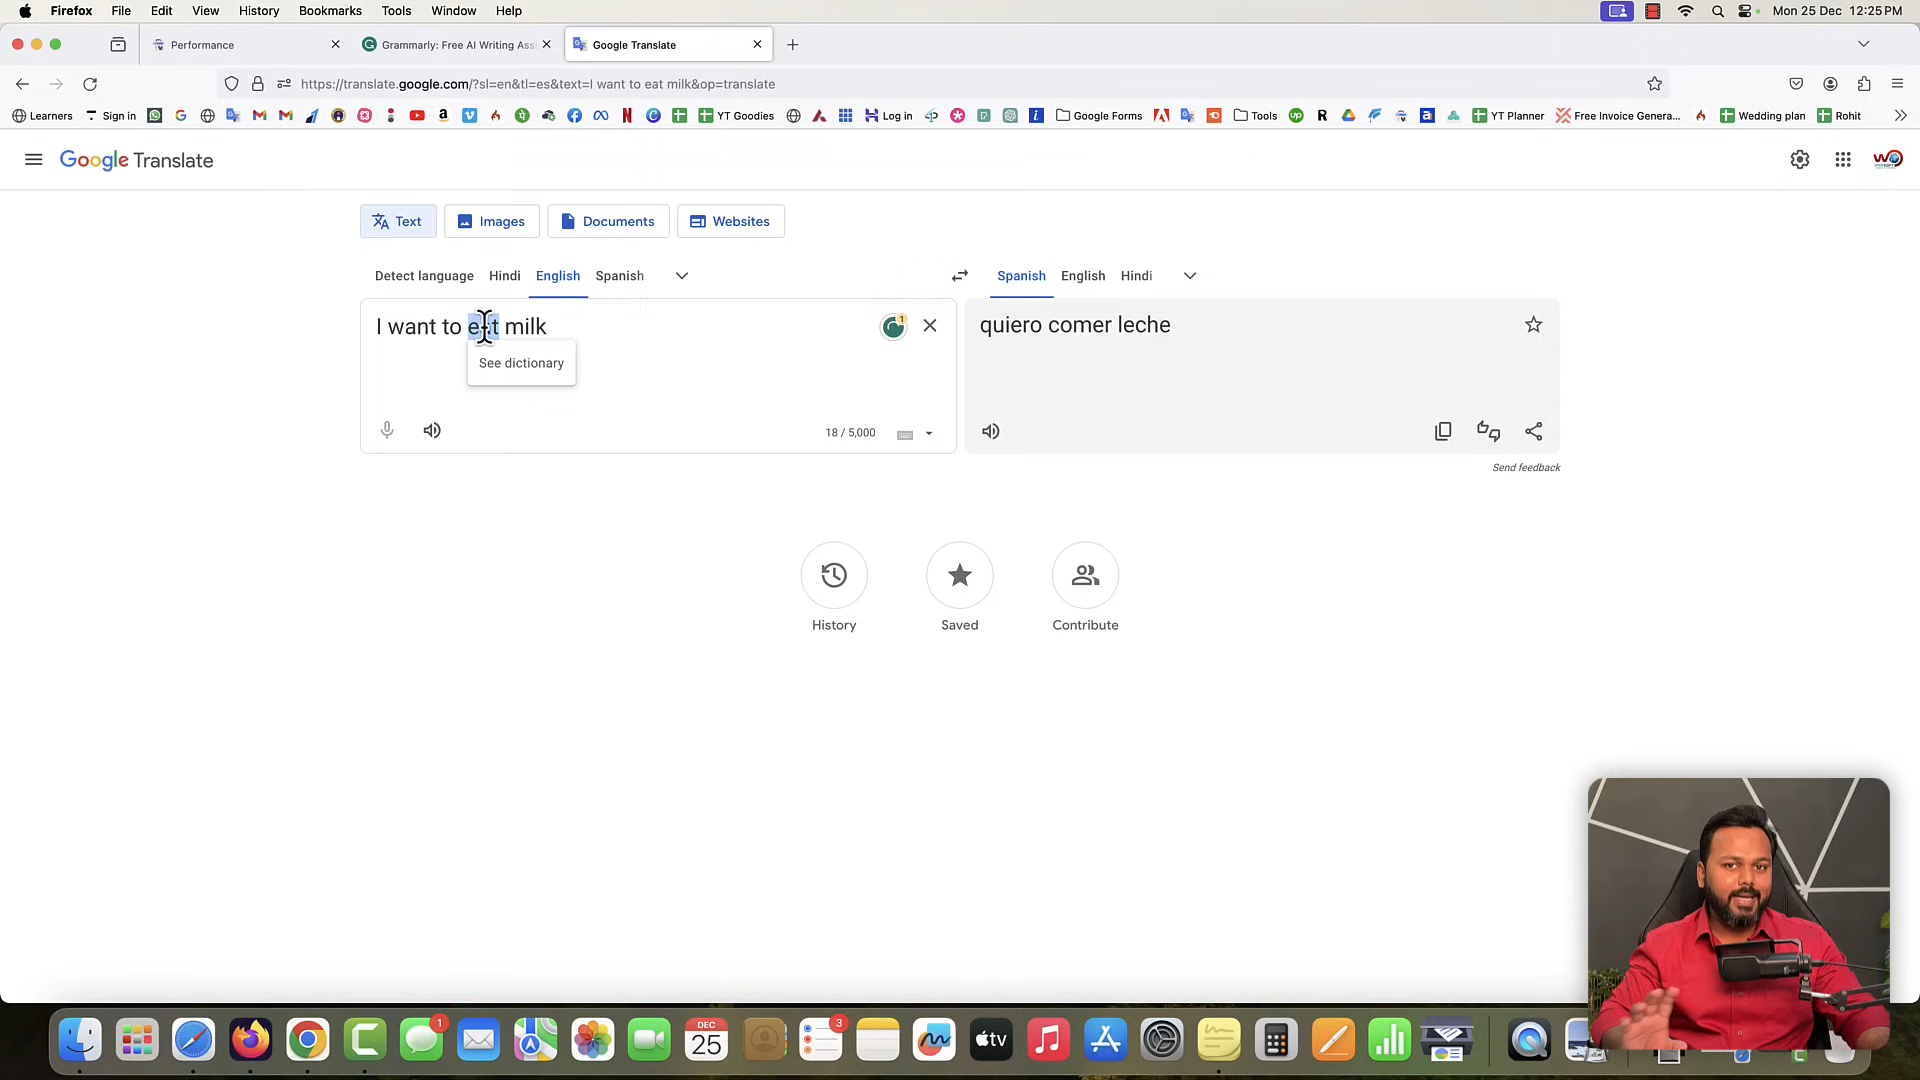 Firefox File Edit View History Bookmarks Tools Window Help Mon 25 Dec 12:25 PM
Performance Grammarly: Free AI Writing Assi Google Translate
https://translate.google.com/?sl=en&tl=es&text=I want to eat milk&op=translate
Learners Sign in YT Goodies Log in Google Forms Tools YT Planner Free Invoice Genera... Wedding plan Rohit
Google Translate
Text Images Documents Websites
Detect language Hindi English Spanish Spanish English Hindi
I want to eat milk quiero comer leche
See dictionary
18 / 5,000
Send feedback
History Saved Contribute
1 DEC 25 3 tv